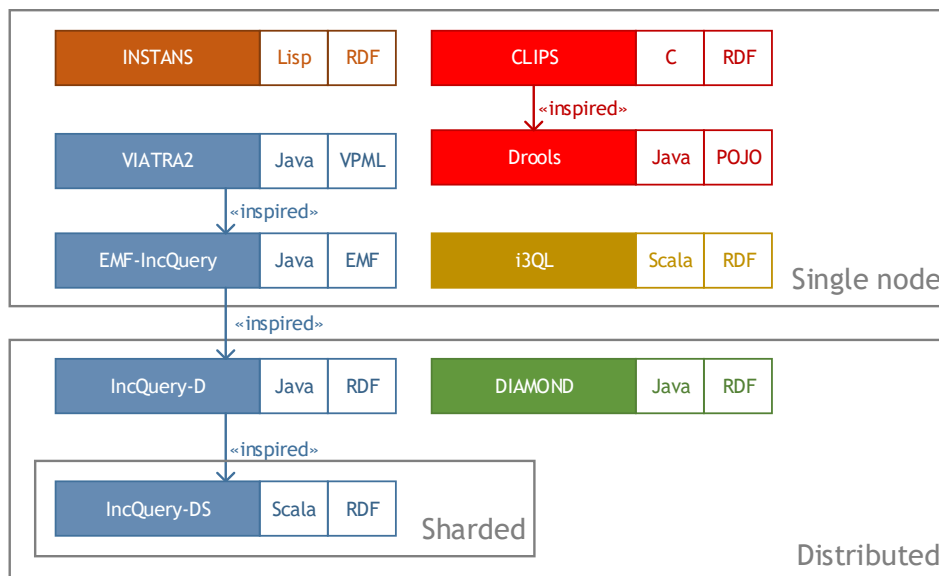 INSTANS Lisp RDF CLIPS C RDF
«inspired»
VIATRA2 Java VPML Drools Java POJO
«inspired»
EMF-IncQuery Java EMF i3QL Scala RDF
Single node
«inspired»
IncQuery-D Java RDF DIAMOND Java RDF
«inspired»
IncQuery-DS Scala RDF
Sharded
Distributed